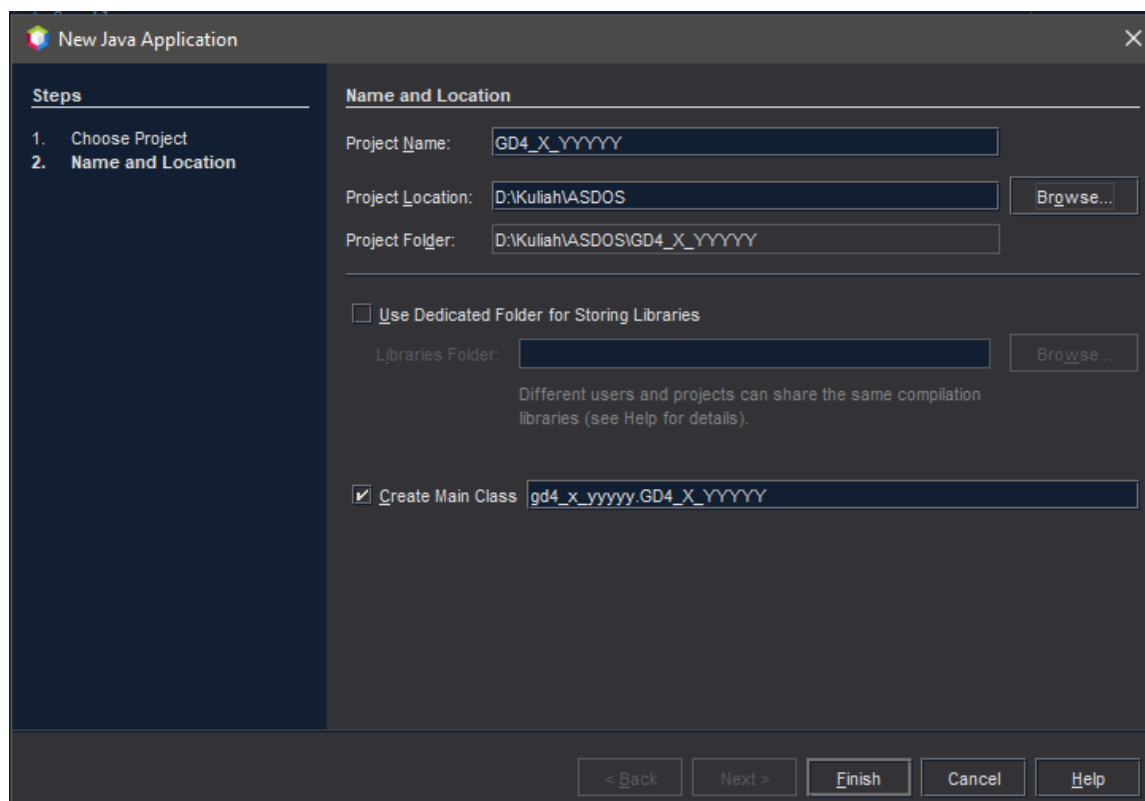 New Java Application
Steps
1. Choose Project
2. Name and Location
Name and Location
Project Name: GD4_X_YYYYY
Project Location: D:\Kuliah\ASDOS Browse...
Project Folder: D:\Kuliah\ASDOS\GD4_X_YYYYY
Use Dedicated Folder for Storing Libraries
Libraries Folder: Browse...
Different users and projects can share the same compilation
libraries (see Help for details).
Create Main Class gd4_x_yyyyy.GD4_X_YYYYY
< Back Next > Finish Cancel Help